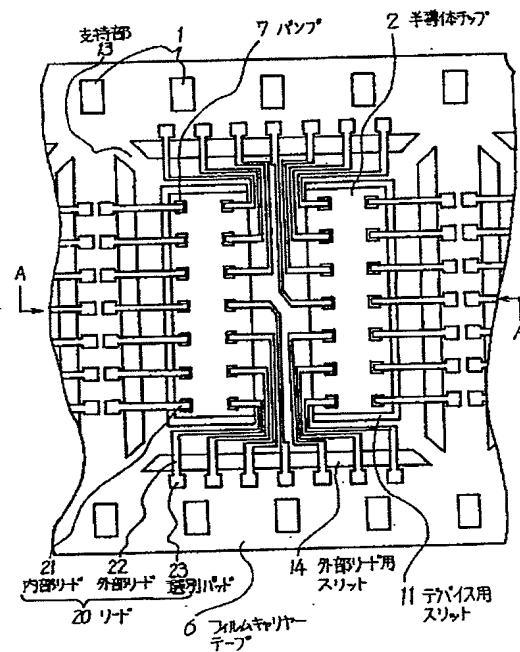 支持部
13
1
7 バンプ
2 半導体チップ
A
A
21
内部リード
22
外部リード
23
選別パッド
20 リード
6 フィルムキャリヤー
テープ
14 外部リード用
スリット
11 デバイス用
スリット